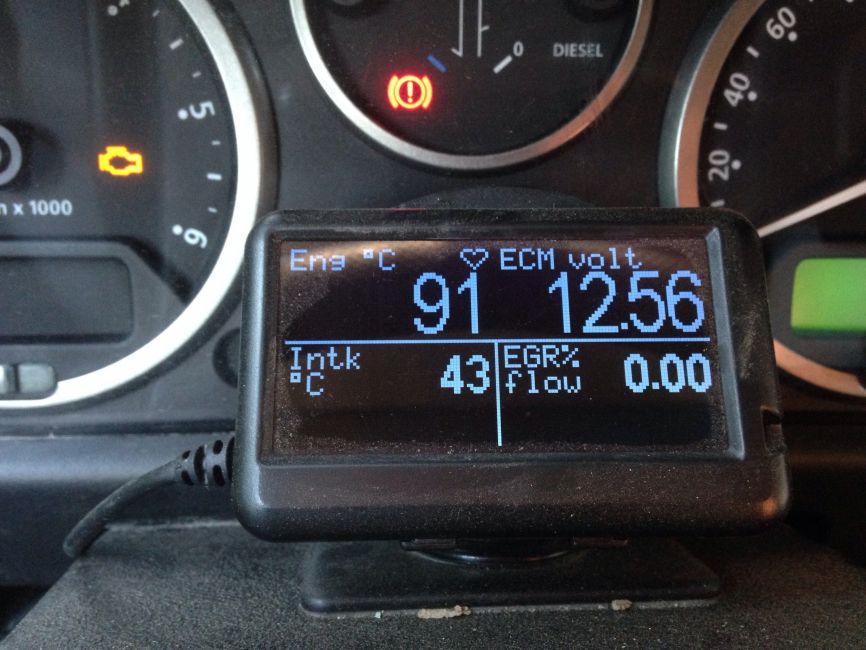 5
6
n x 1000
0
DIESEL
60
40
20
Eng °C
91
ECM volt
12.56
Intk
°C
43
EGR%
flow
0.00